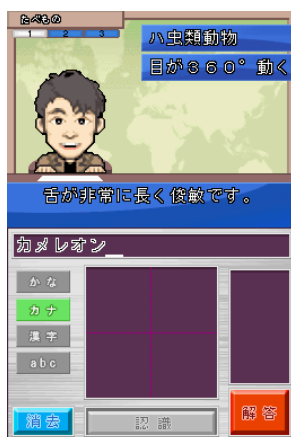 たべもの
1 2 3
ハ虫類動物
目が３６０°動く
舌が非常に長く俊敏です。
カメレオン_
かな
カナ
漢字
abc
消去
認識
解答